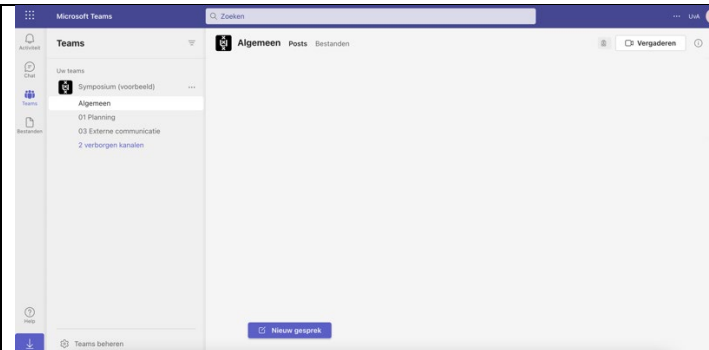 Microsoft Teams
Zoeken
UvA
Activiteit
Chat
Teams
Bestanden
Help
Teams
Uw teams
Symposium (voorbeeld)
Algemeen
01 Planning
03 Externe communicatie
2 verborgen kanalen
Teams beheren
Algemeen Posts Bestanden
Vergaderen
Nieuw gesprek